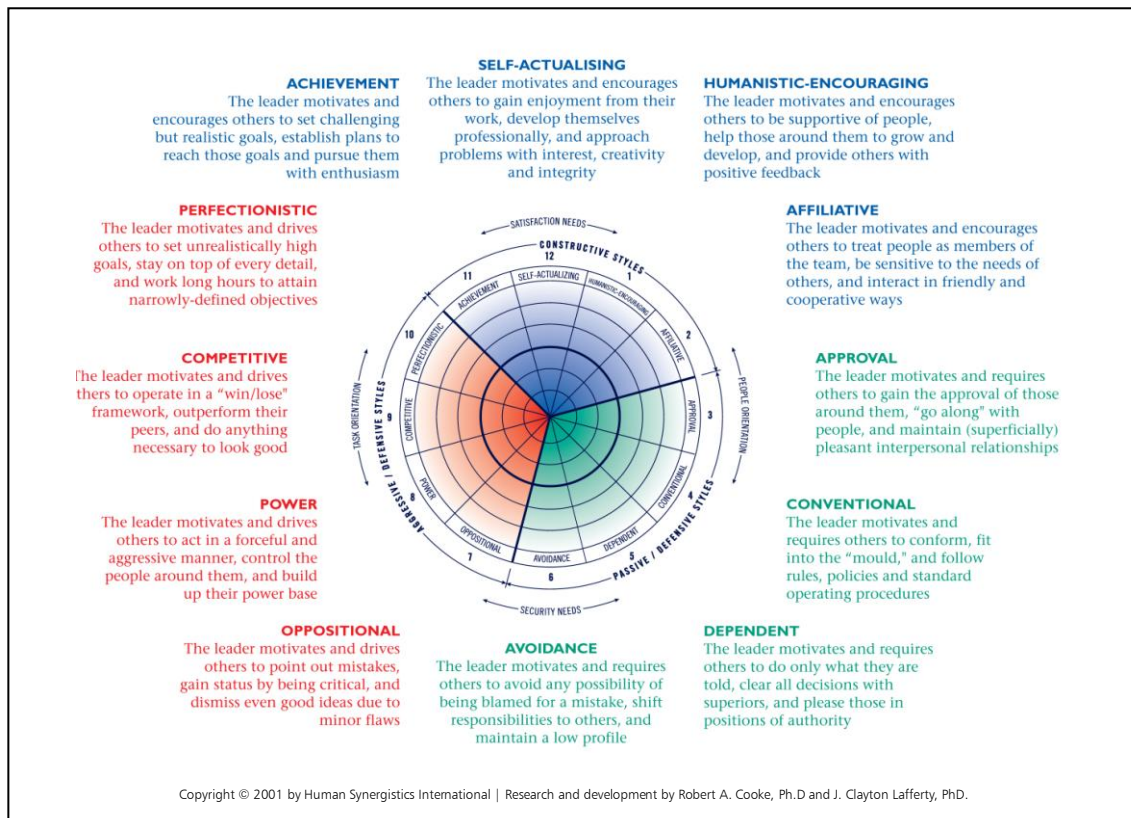 SELF-ACTUALISING
The leader motivates and encourages
others to gain enjoyment from their
work, develop themselves
professionally, and approach
problems with interest, creativity
and integrity
ACHIEVEMENT
The leader motivates and
encourages others to set challenging
but realistic goals, establish plans to
reach those goals and pursue them
with enthusiasm
HUMANISTIC-ENCOURAGING
The leader motivates and encourages
others to be supportive of people,
help those around them to grow and
develop, and provide others with
positive feedback
PERFECTIONISTIC
The leader motivates and drives
others to set unrealistically high
goals, stay on top of every detail,
and work long hours to attain
narrowly-defined objectives
AFFILIATIVE
The leader motivates and encourages
others to treat people as members of
the team, be sensitive to the needs of
others, and interact in friendly and
cooperative ways
COMPETITIVE
The leader motivates and drives
thers to operate in a “win/lose"
framework, outperform their
peers, and do anything
necessary to look good
APPROVAL
The leader motivates and requires
others to gain the approval of those
around them, “go along" with
people, and maintain (superficially)
pleasant interpersonal relationships
POWER
The leader motivates and drives
others to act in a forceful and
aggressive manner, control the
people around them, and build
up their power base
CONVENTIONAL
The leader motivates and
requires others to conform, fit
into the “mould," and follow
rules, policies and standard
operating procedures
OPPOSITIONAL
The leader motivates and drives
others to point out mistakes,
gain status by being critical, and
dismiss even good ideas due to
minor flaws
AVOIDANCE
The leader motivates and requires
others to avoid any possibility of
being blamed for a mistake, shift
responsibilities to others, and
maintain a low profile
DEPENDENT
The leader motivates and requires
others to do only what they are
told, clear all decisions with
superiors, and please those in
positions of authority
SATISFACTION NEEDS
CONSTRUCTIVE STYLES
PEOPLE ORIENTATION
PASSIVE / DEFENSIVE STYLES
SECURITY NEEDS
AGGRESSIVE / DEFENSIVE STYLES
TASK ORIENTATION
12
SELF-ACTUALIZING
1
HUMANISTIC-ENCOURAGING
2
AFFILIATIVE
3
APPROVAL
4
CONVENTIONAL
5
DEPENDENT
6
AVOIDANCE
7
OPPOSITIONAL
8
POWER
9
COMPETITIVE
10
PERFECTIONISTIC
11
ACHIEVEMENT
Copyright © 2001 by Human Synergistics International | Research and development by Robert A. Cooke, Ph.D and J. Clayton Lafferty, PhD.